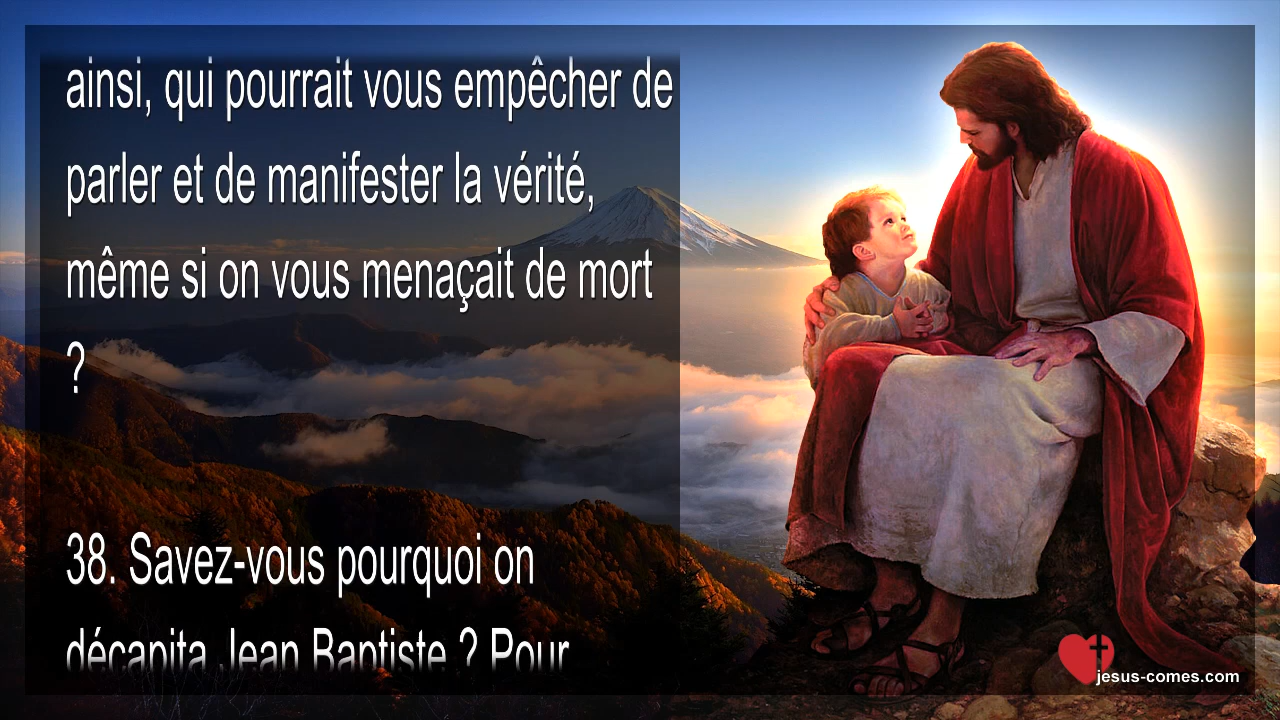 ainsi, qui pourrait vous empêcher de
parler et de manifester la vérité,
même si on vous menaçait de mort
?
38. Savez-vous pourquoi on
décapita Jean Baptiste ? Pour
jesus-comes.com